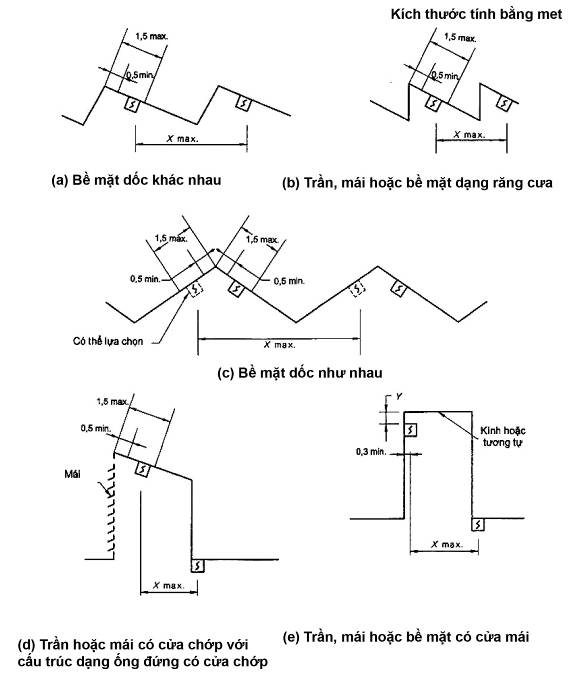 Kích thước tính bằng met
1,5 max.
0,5 min.
X max.
1,5 max.
0,5 min.
X max.
(a) Bề mặt dốc khác nhau
(b) Trần, mái hoặc bề mặt dạng răng cưa
1,5 max.
1,5 max.
0,5 min.
0,5 min.
Có thể lựa chọn
X max.
(c) Bề mặt dốc như nhau
1,5 max.
0,5 min.
Mái
X max.
Y
Kinh hoặc
tương tự
0,3 min.
X max.
(d) Trần hoặc mái có cửa chớp với
cấu trúc dạng ống đứng có cửa chớp
(e) Trần, mái hoặc bề mặt có cửa mái